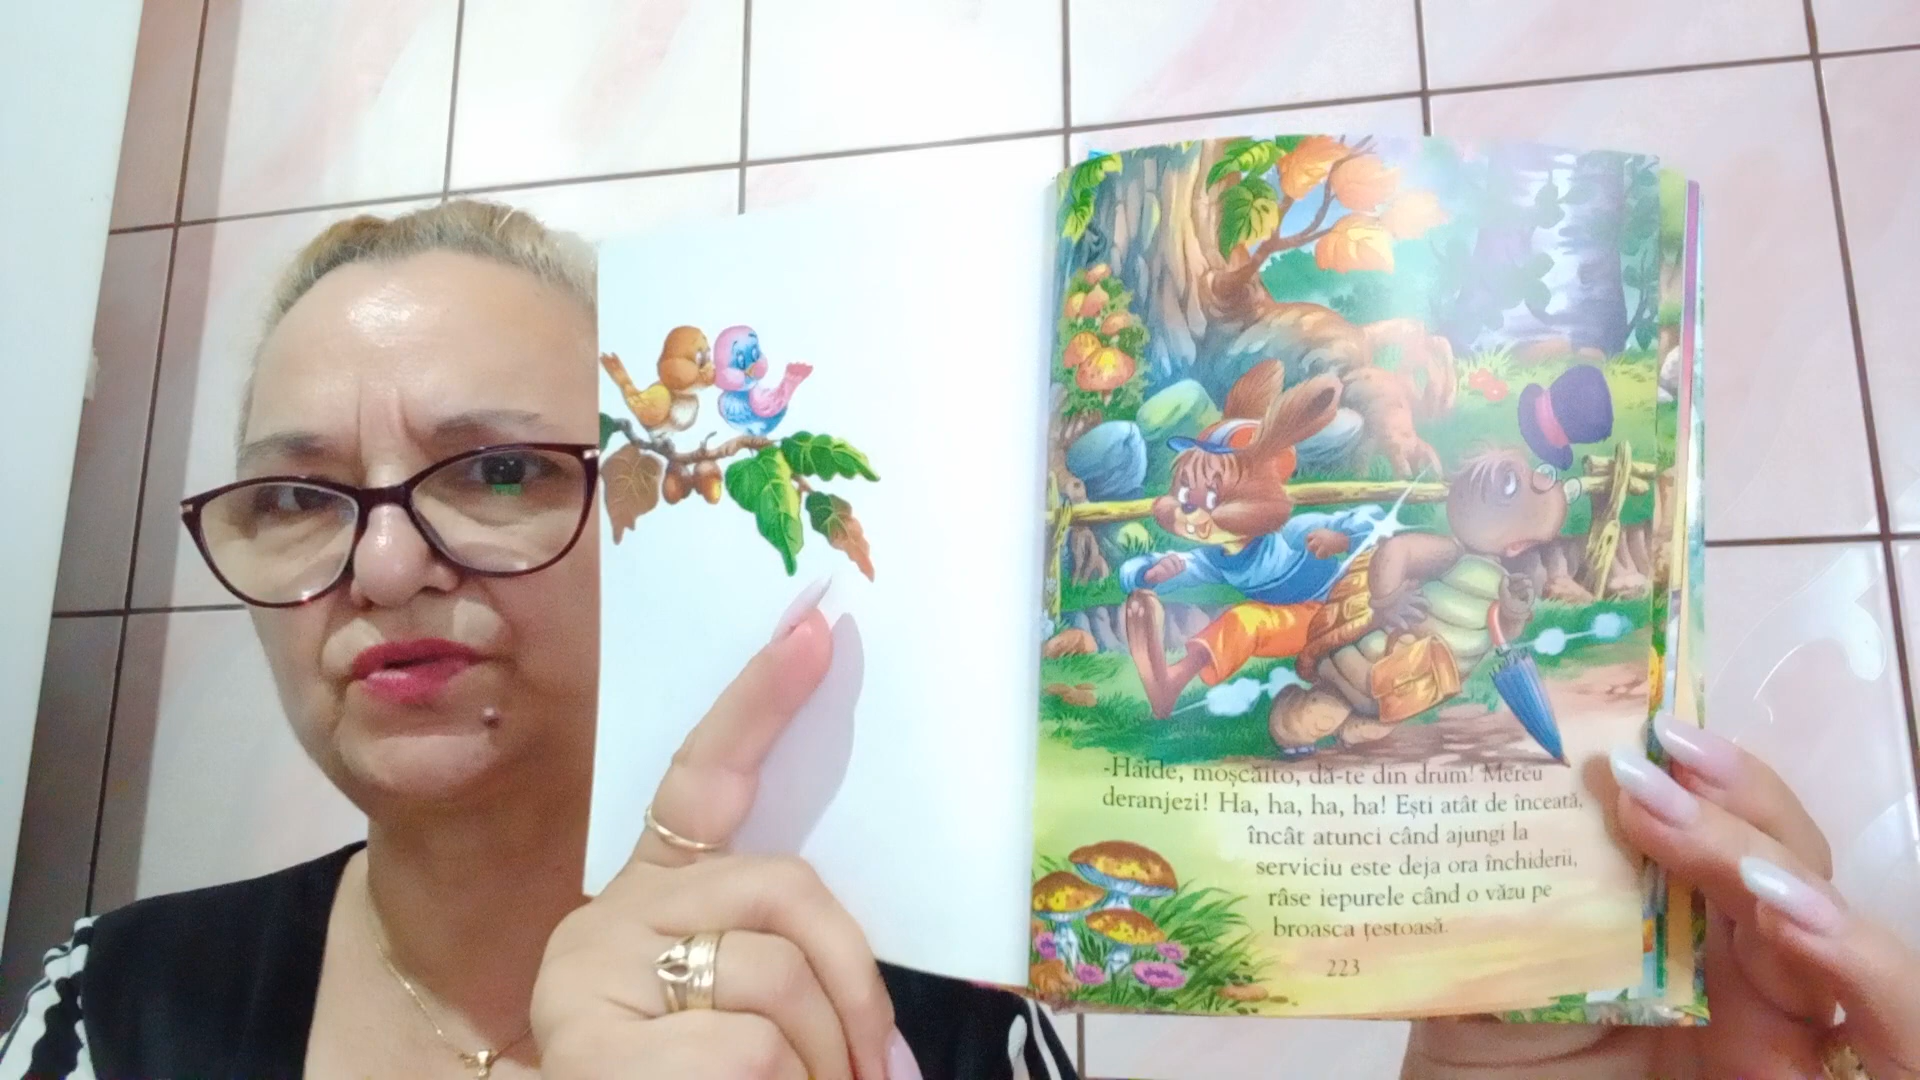 -Haide, moșcăito, dă-te din drum! Mereu
deranjezi! Ha, ha, ha, ha! Ești atât de înceată,
încât atunci când ajungi la
serviciu este deja ora închiderii,
râse iepurele când o văzu pe
broasca țestoasă.
223